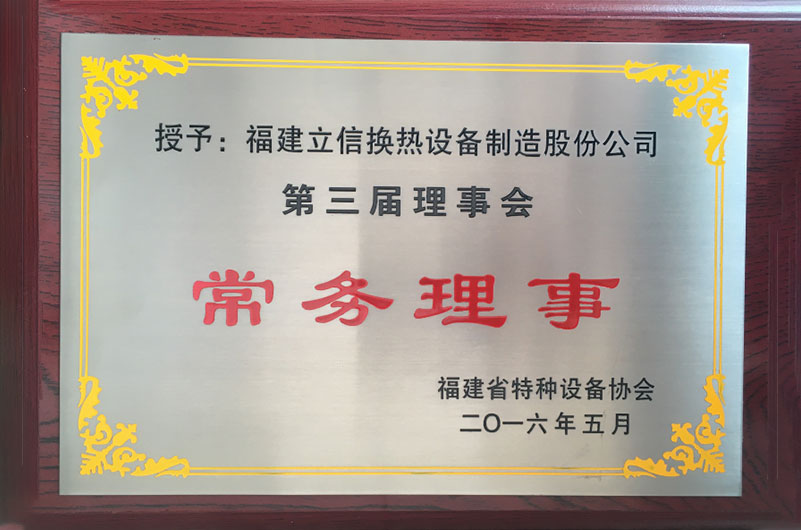 授予：福建立信换热设备制造股份公司
第三届理事会
常务理事
福建省特种设备协会
二〇一六年五月